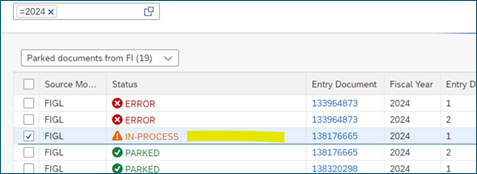 =2024 ×
Parked documents from FI (19)
Source Mo... Status Entry Document Fiscal Year Entry D
FIGL ERROR 133964873 2024 1
FIGL ERROR 133964873 2024 2
FIGL IN-PROCESS 138176665 2024 1
FIGL PARKED 138176665 2024 2
FIGL PARKED 138320298 2024 1